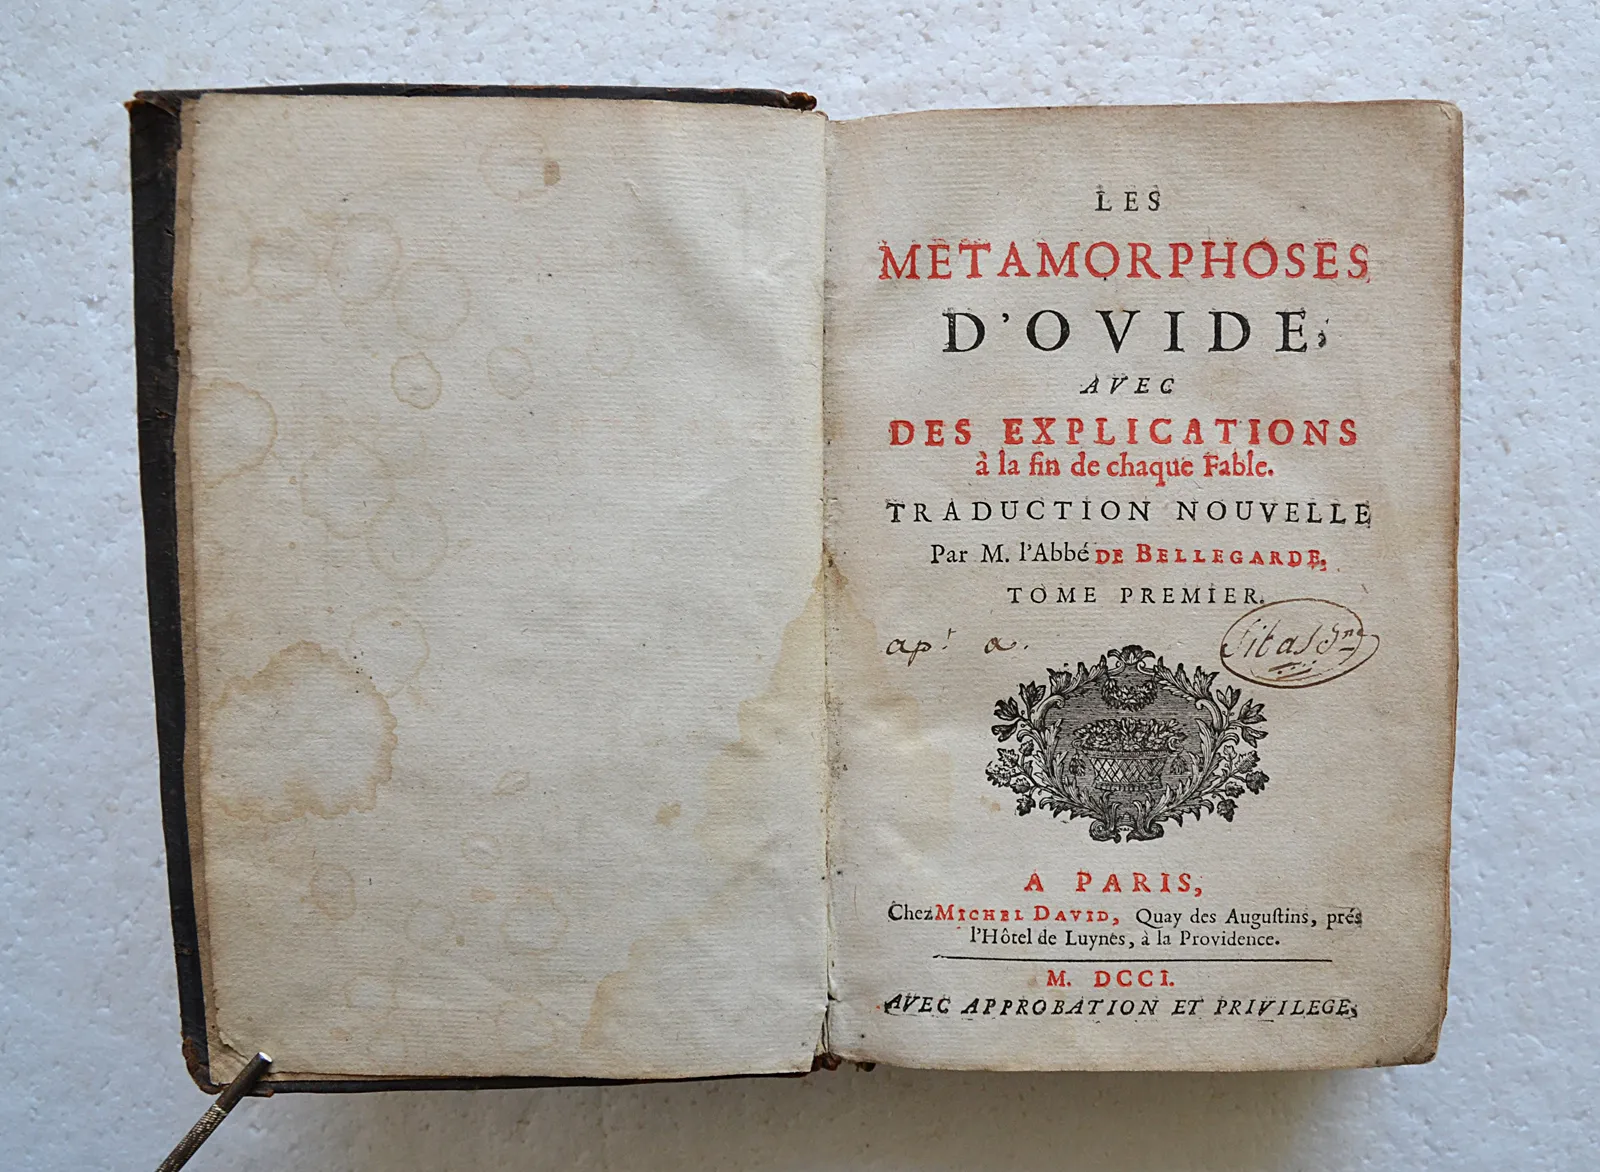 LES
METAMORPHOSES
D'OVIDE,
AVEC
DES EXPLICATIONS
à la fin de chaque Fable.
TRADUCTION NOUVELLE
Par M. l'Abbé DE BELLEGARDE,
TOME PREMIER.
ap.t a.
A PARIS,
Chez MICHEL DAVID, Quay des Auguſtins, prés
l'Hôtel de Luynes, à la Providence.
M. DCCI.
AVEC APPROBATION ET PRIVILEGE,